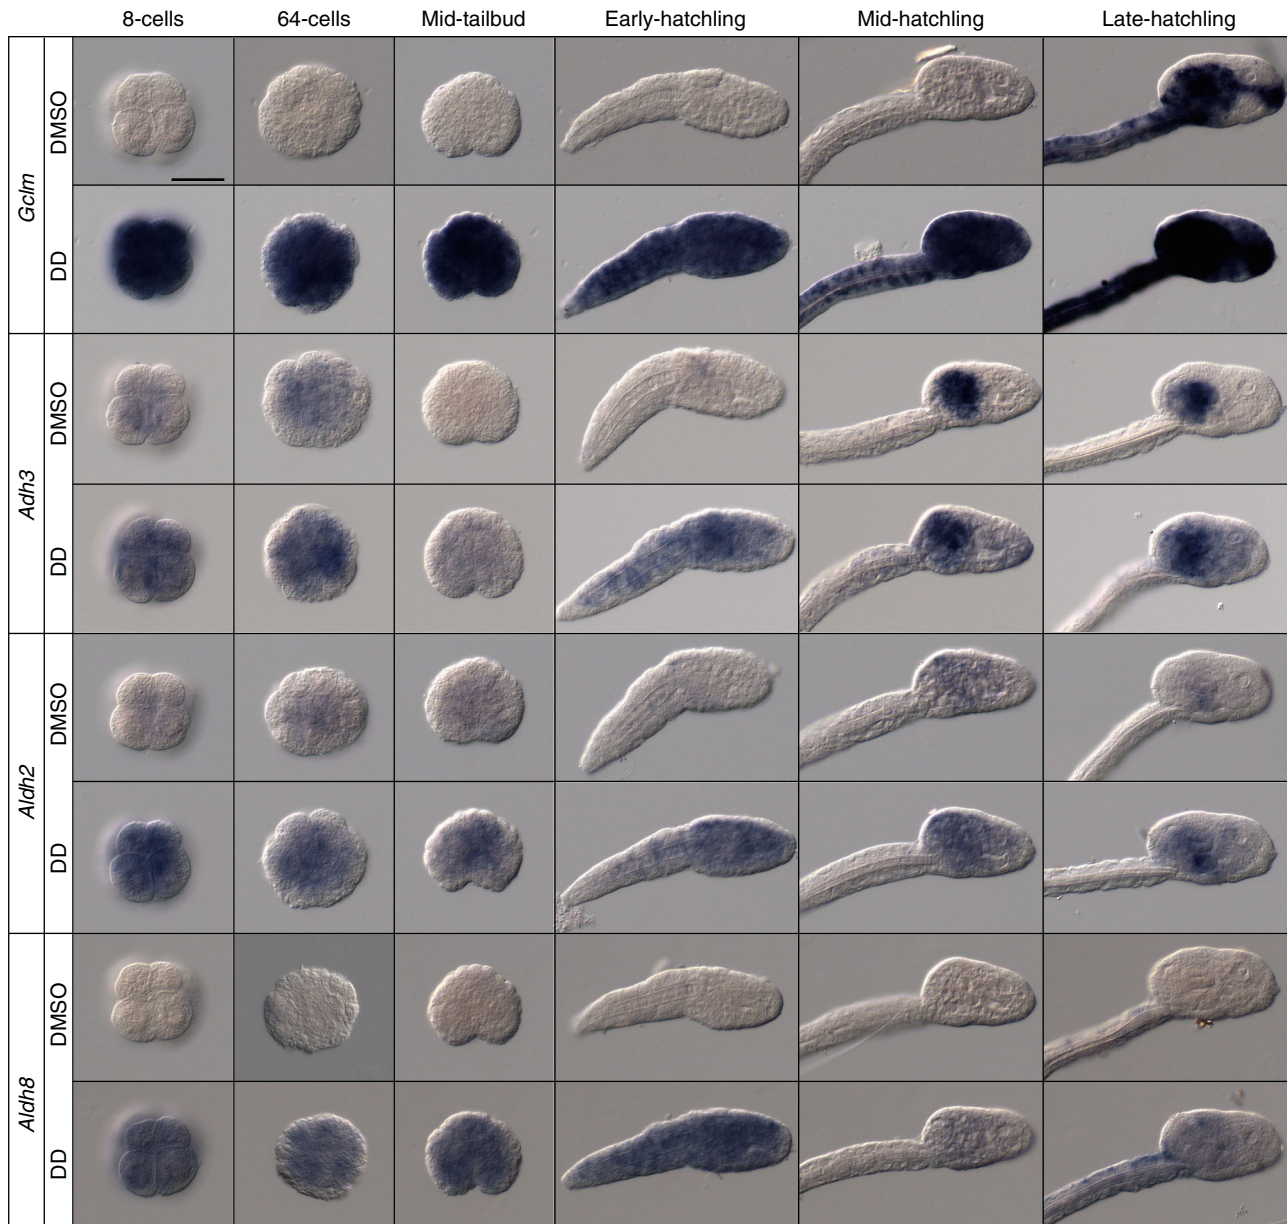 8-cells 64-cells Mid-tailbud Early-hatchling Mid-hatchling Late-hatchling
Gclm
DMSO
DD
Adh3
DMSO
DD
Aldh2
DMSO
DD
Aldh8
DMSO
DD